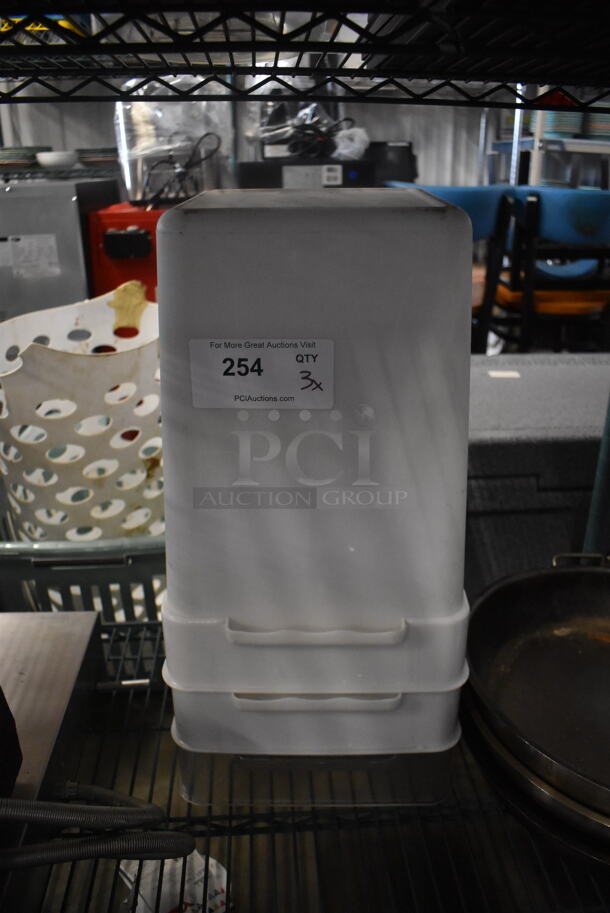 For More Great Auctions Visit
254 QTY
3x
PCIAuctions.com
PCI
AUCTION GROUP